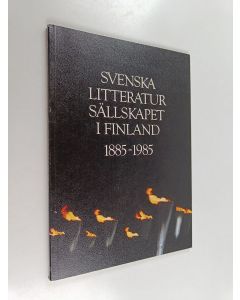 SVENSKA
LITTERATUR
SÄLLSKAPET
I FINLAND
1885-1985